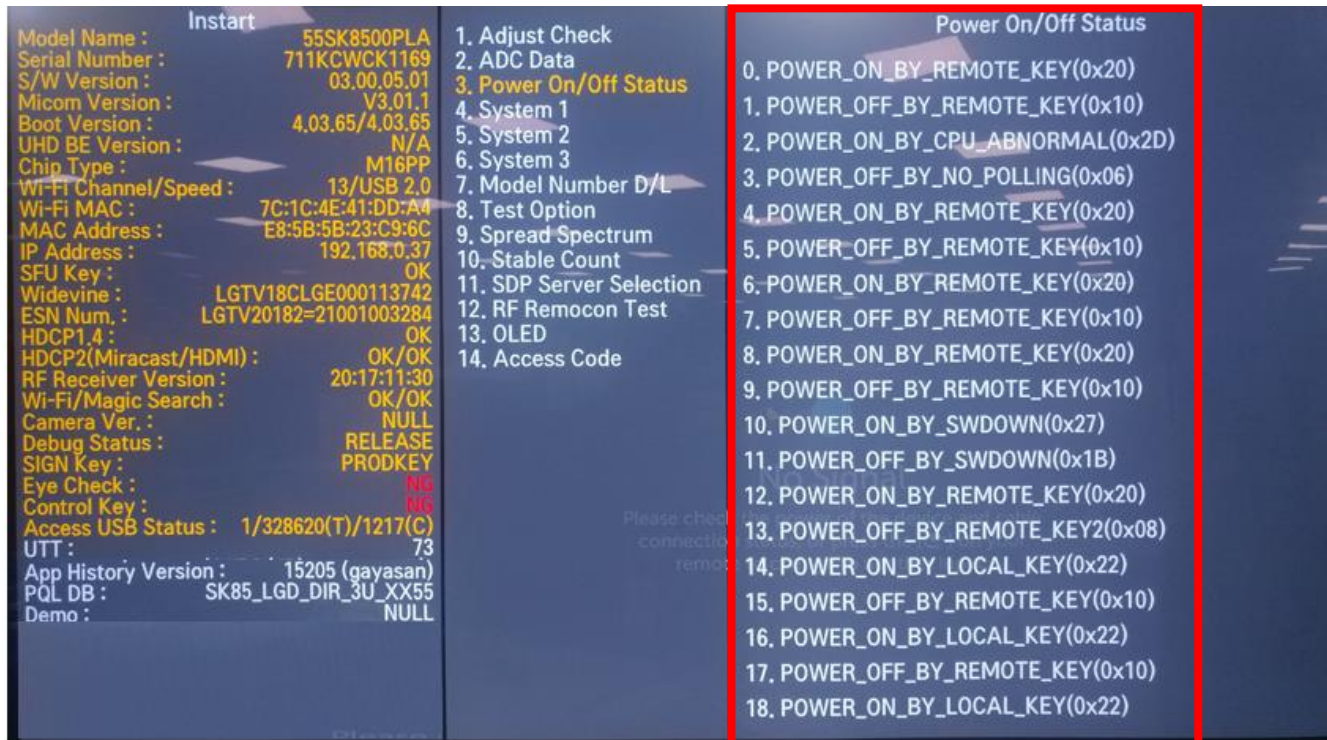 Instart
Model Name : 55SK8500PLA
Serial Number : 711KCWCK1169
S/W Version : 03.00.05.01
Micom Version : V3.01.1
Boot Version : 4.03.65/4.03.65
UHD BE Version : N/A
Chip Type : M16PP
Wi-Fi Channel/Speed : 13/USB 2.0
Wi-Fi MAC : 7C:1C:4E:41:DD:A4
MAC Address : E8:5B:5B:23:C9:6C
IP Address : 192.168.0.37
SFU Key : OK
Widevine : LGTV18CLGE000113742
ESN Num. : LGTV20182=21001003284
HDCP1.4 : OK
HDCP2(Miracast/HDMI) : OK/OK
RF Receiver Version : 20:17:11:30
Wi-Fi/Magic Search : OK/OK
Camera Ver. : NULL
Debug Status : RELEASE
SIGN Key : PRODKEY
Eye Check : NG
Control Key : NG
Access USB Status : 1/328620(T)/1217(C)
UTT : 73
App History Version : 15205 (gayasan)
PQL DB : SK85_LGD_DIR_3U_XX55
Demo : NULL
1. Adjust Check
2. ADC Data
3. Power On/Off Status
4. System 1
5. System 2
6. System 3
7. Model Number D/L
8. Test Option
9. Spread Spectrum
10. Stable Count
11. SDP Server Selection
12. RF Remocon Test
13. OLED
14. Access Code
Power On/Off Status
0. POWER_ON_BY_REMOTE_KEY(0x20)
1. POWER_OFF_BY_REMOTE_KEY(0x10)
2. POWER_ON_BY_CPU_ABNORMAL(0x2D)
3. POWER_OFF_BY_NO_POLLING(0x06)
4. POWER_ON_BY_REMOTE_KEY(0x20)
5. POWER_OFF_BY_REMOTE_KEY(0x10)
6. POWER_ON_BY_REMOTE_KEY(0x20)
7. POWER_OFF_BY_REMOTE_KEY(0x10)
8. POWER_ON_BY_REMOTE_KEY(0x20)
9. POWER_OFF_BY_REMOTE_KEY(0x10)
10. POWER_ON_BY_SWDOWN(0x27)
11. POWER_OFF_BY_SWDOWN(0x1B)
12. POWER_ON_BY_REMOTE_KEY(0x20)
13. POWER_OFF_BY_REMOTE_KEY2(0x08)
14. POWER_ON_BY_LOCAL_KEY(0x22)
15. POWER_OFF_BY_REMOTE_KEY(0x10)
16. POWER_ON_BY_LOCAL_KEY(0x22)
17. POWER_OFF_BY_REMOTE_KEY(0x10)
18. POWER_ON_BY_LOCAL_KEY(0x22)
No Signal
Please check the
connection